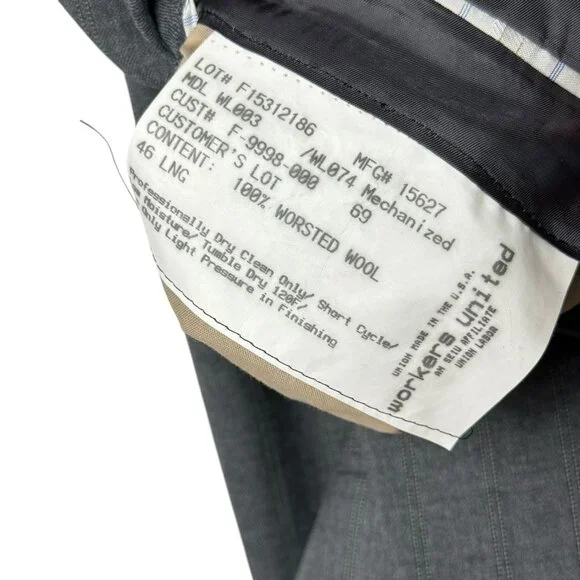 LOT# F15312186 MFG# 15627
MDL WL003 /WL074 Mechanized
CUST# F-9998-000 69
CUSTOMER'S LOT
CONTENT: 100% WORSTED WOOL
46 LNG
Professionally Dry Clean Only/ Short Cycle/
Moisture/ Tumble Dry 120F/
Only Light Pressure in Finishing
UNION MADE IN THE U.S.A.
workers united
AN SEIU AFFILIATE
UNION LABOR